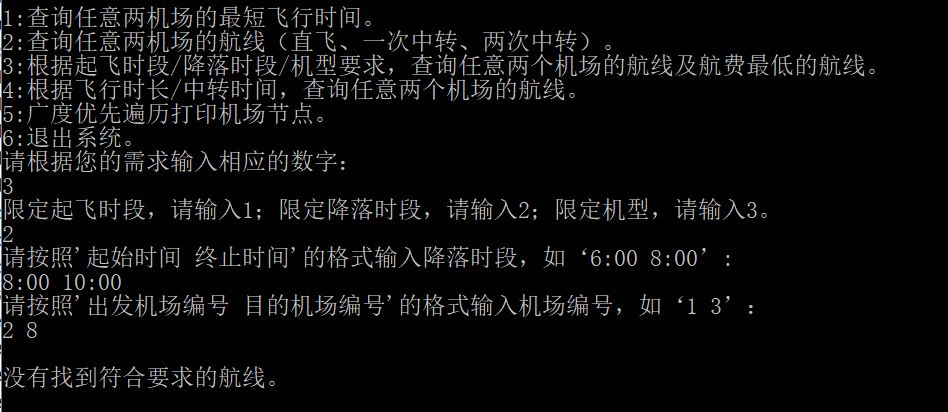 1:查询任意两机场的最短飞行时间。
2:查询任意两机场的航线（直飞、一次中转、两次中转）。
3:根据起飞时段/降落时段/机型要求，查询任意两个机场的航线及航费最低的航线。
4:根据飞行时长/中转时间，查询任意两个机场的航线。
5:广度优先遍历打印机场节点。
6:退出系统。
请根据您的需求输入相应的数字：
3
限定起飞时段，请输入1；限定降落时段，请输入2；限定机型，请输入3。
2
请按照'起始时间 终止时间'的格式输入降落时段，如‘6:00 8:00’：
8:00 10:00
请按照'出发机场编号 目的机场编号'的格式输入机场编号，如‘1 3’：
2 8
没有找到符合要求的航线。